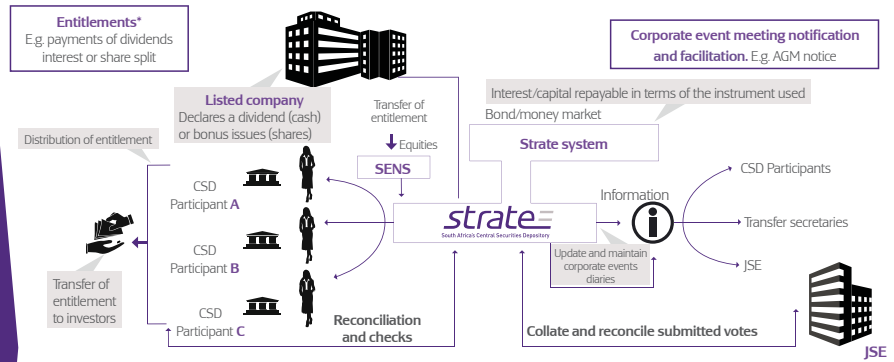 Entitlements*
E.g. payments of dividends
interest or share split
Corporate event meeting notification
and facilitation. E.g. AGM notice
Listed company
Declares a dividend (cash)
or bonus issues (shares)
Transfer of
entitlement
Equities
SENS
Interest/capital repayable in terms of the instrument used
Bond/money market
Strate system
Distribution of entitlement
CSD
Participant A
CSD
Participant B
CSD
Participant C
Transfer of
entitlement
to investors
strate
South Africa's Central Securities Depository
Information
Update and maintain
corporate events
diaries
CSD Participants
Transfer secretaries
JSE
Reconciliation
and checks
Collate and reconcile submitted votes
JSE